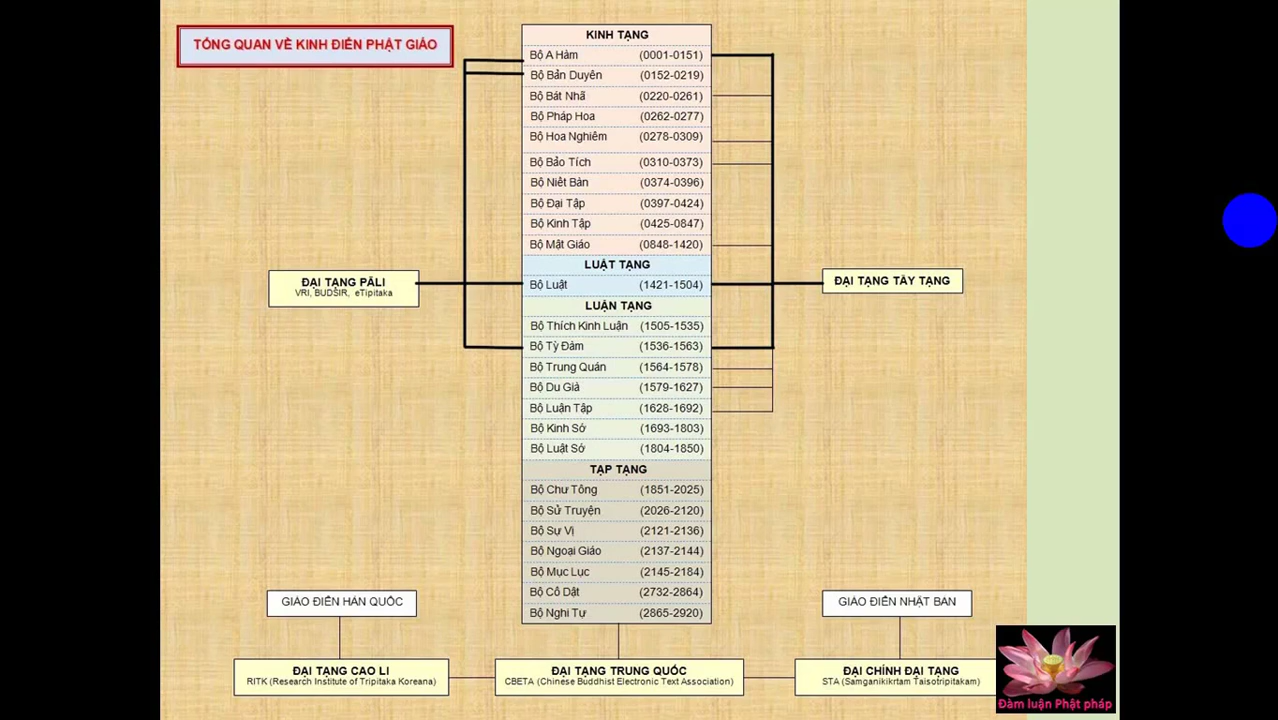 TỔNG QUAN VỀ KINH ĐIỂN PHẬT GIÁO
KINH TẠNG
Bộ A Hàm (0001-0151)
Bộ Bản Duyên (0152-0219)
Bộ Bát Nhã (0220-0261)
Bộ Pháp Hoa (0262-0277)
Bộ Hoa Nghiêm (0278-0309)
Bộ Bảo Tích (0310-0373)
Bộ Niết Bàn (0374-0396)
Bộ Đại Tập (0397-0424)
Bộ Kinh Tập (0425-0847)
Bộ Mật Giáo (0848-1420)
LUẬT TẠNG
Bộ Luật (1421-1504)
LUẬN TẠNG
Bộ Thích Kinh Luận (1505-1535)
Bộ Tỳ Đàm (1536-1563)
Bộ Trung Quán (1564-1578)
Bộ Du Già (1579-1627)
Bộ Luận Tập (1628-1692)
Bộ Kinh Sớ (1693-1803)
Bộ Luật Sớ (1804-1850)
TẠP TẠNG
Bộ Chư Tông (1851-2025)
Bộ Sử Truyện (2026-2120)
Bộ Sự Vị (2121-2136)
Bộ Ngoại Giáo (2137-2144)
Bộ Mục Lục (2145-2184)
Bộ Cổ Dật (2732-2864)
Bộ Nghi Tự (2865-2920)
ĐẠI TẠNG PĀLI
VRI, BUDSIR, eTipitaka
ĐẠI TẠNG TÂY TẠNG
GIÁO ĐIỂN HÀN QUỐC
GIÁO ĐIỂN NHẬT BẢN
ĐẠI TẠNG CAO LI
RITK (Research Institute of Tripitaka Koreana)
ĐẠI TẠNG TRUNG QUỐC
CBETA (Chinese Buddhist Electronic Text Association)
ĐẠI CHÍNH ĐẠI TẠNG
STA (Samganikikrtam Taisotripitakam)
Đàm luận Phật pháp